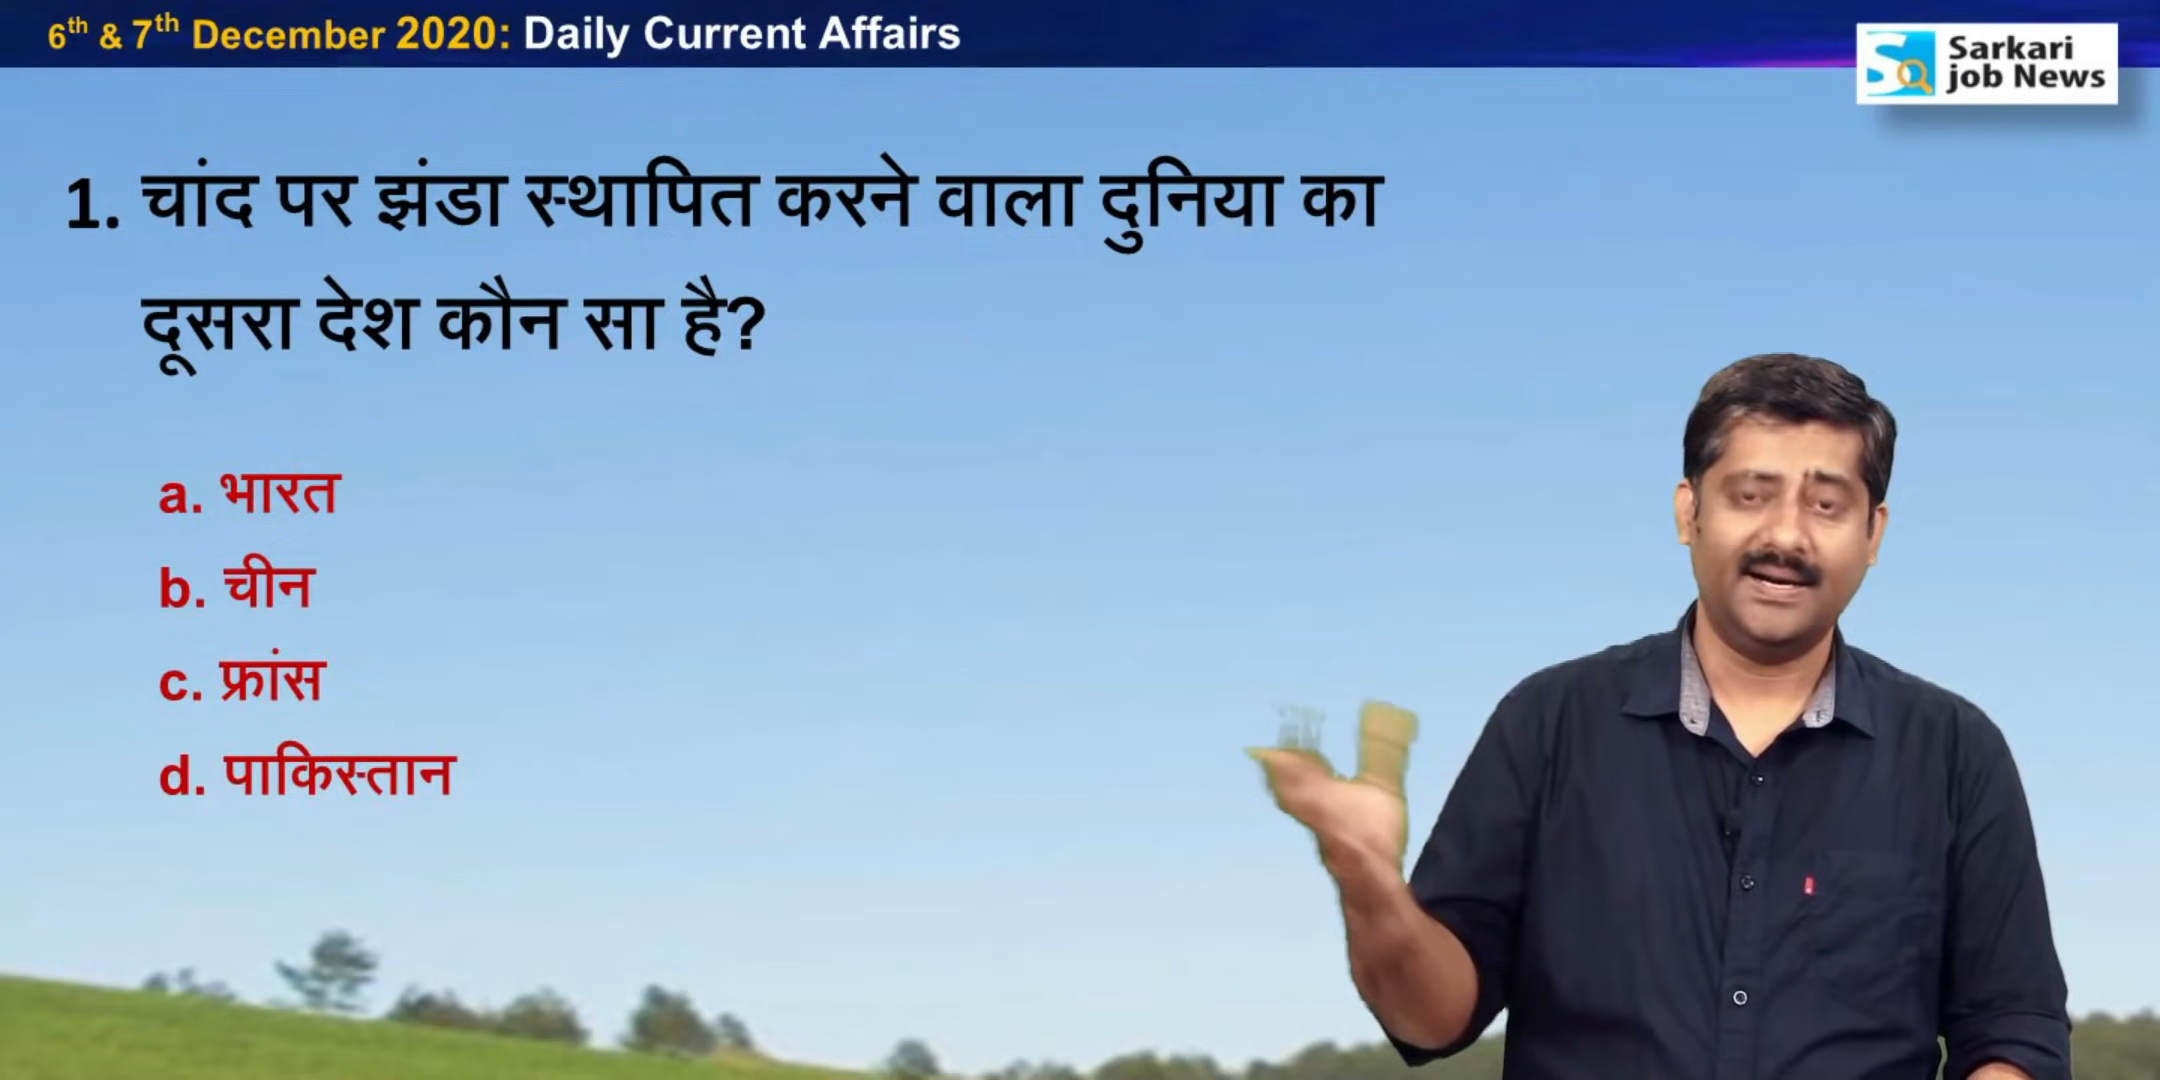 6th & 7th December 2020: Daily Current Affairs
Sarkari
job News
1. चांद पर झंडा स्थापित करने वाला दुनिया का
दूसरा देश कौन सा है?
a. भारत
b. चीन
c. फ्रांस
d. पाकिस्तान